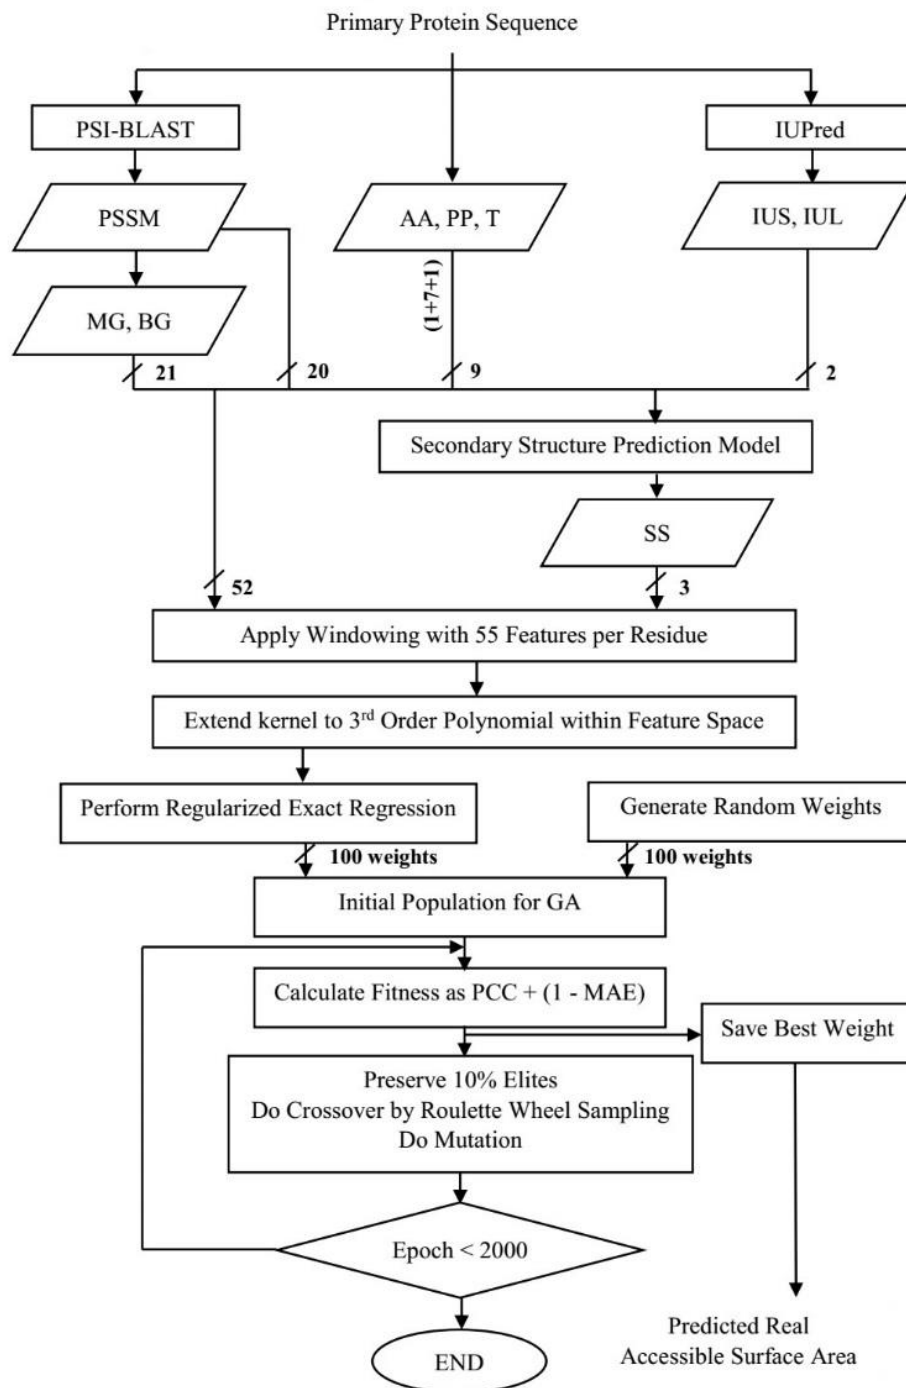 Primary Protein Sequence
PSI-BLAST
IUPred
PSSM
AA, PP, T
IUS, IUL
(1+7+1)
MG, BG
21
20
9
2
Secondary Structure Prediction Model
SS
52
3
Apply Windowing with 55 Features per Residue
Extend kernel to 3rd Order Polynomial within Feature Space
Perform Regularized Exact Regression
Generate Random Weights
100 weights
100 weights
Initial Population for GA
Calculate Fitness as PCC + (1 - MAE)
Save Best Weight
Preserve 10% Elites
Do Crossover by Roulette Wheel Sampling
Do Mutation
Epoch < 2000
Predicted Real
Accessible Surface Area
END